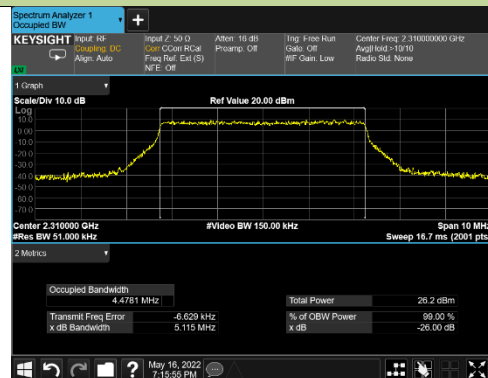 Spectrum Analyzer 1
Occupied BW
KEYSIGHT Input: RF Input Z: 50 Ω Atten: 16 dB Trig: Free Run Center Freq: 2.310000000 GHz
Coupling: DC Corr CCorr RCal Preamp: Off Gate: Off Avg|Hold:>10/10
Align: Auto Freq Ref: Ext (S) #IF Gain: Low Radio Std: None
NFE: Off
1 Graph
Scale/Div 10.0 dB Ref Value 20.00 dBm
Log
10.0
0.00
-10.0
-20.0
-30.0
-40.0
-50.0
-60.0
-70.0
Center 2.310000 GHz #Video BW 150.00 kHz Span 10 MHz
#Res BW 51.000 kHz Sweep 16.7 ms (2001 pts
2 Metrics
Occupied Bandwidth
4.4781 MHz Total Power 26.2 dBm
Transmit Freq Error -6.629 kHz % of OBW Power 99.00 %
x dB Bandwidth 5.115 MHz x dB -26.00 dB
May 16, 2022
7:15:55 PM